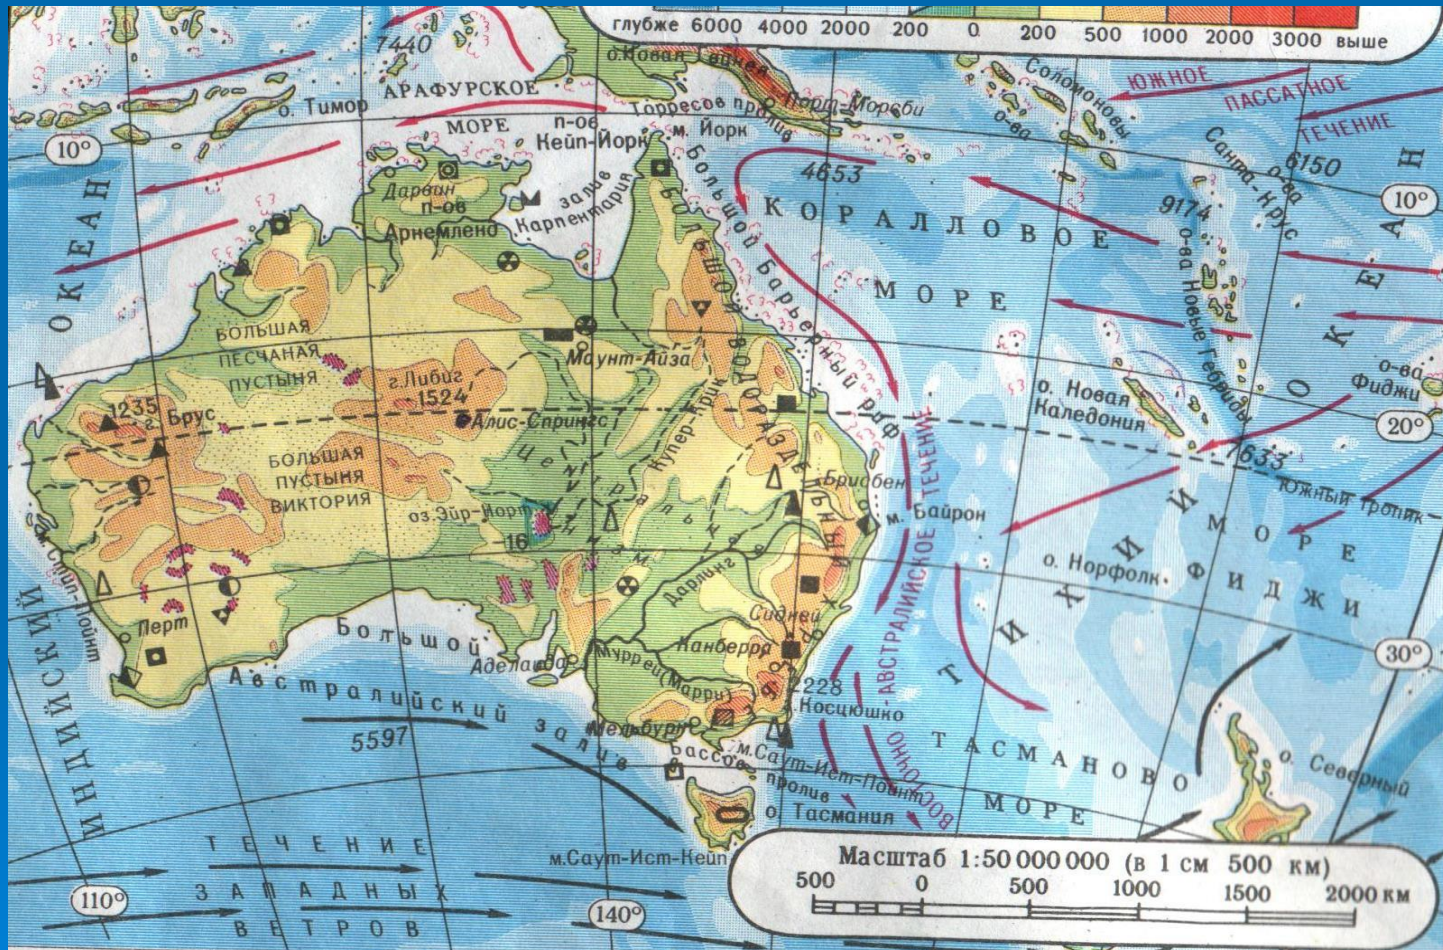 глубже 6000 4000 2000 200 0 200 500 1000 2000 3000 выше
7440
о.Новая Гвинея
Соломоновы
о-ва
ЮЖНОЕ
ПАССАТНОЕ
ТЕЧЕНИЕ
о. Тимор
АРАФУРСКОЕ
МОРЕ
п-ов
Кейп-Йорк
Торресов пролив
м. Йорк
Порт-Морсби
10°
4653
Санта-Крус
о-ва
6150
10°
9174
Дарвин
п-ов
Арнемленд
залив
Карпентария
БОЛЬШОЙ ВОДОРАЗДЕЛЬНЫЙ
Большой Барьерный риф
КОРАЛЛОВОЕ
МОРЕ
о-ва Новые Гебриды
ОКЕАН
БОЛЬШАЯ
ПЕСЧАНАЯ
ПУСТЫНЯ
Маунт-Айза
г.Либиг
1524
1235
г. Брус
Алис-Спрингс
Купер-Крик
о. Новая
Каледония
о-ва
Фиджи
20°
7633
Южный тропик
БОЛЬШАЯ
ПУСТЫНЯ
ВИКТОРИЯ
оз.Эйр-Норт
16
Центральн
низм
Брисбен
м. Байрон
МОРЕ
ФИДЖИ
о. Норфолк
м.Стип-Пойнт
Перт
Большой
Австралийский залив
Аделаида
Дарлинг
Сидней
Канберра
Муррей(Марри)
2228
г.Косцюшко
Мельбурн
ВОСТОЧНО-АВСТРАЛИЙСКОЕ ТЕЧЕНИЕ
ТИХИЙ
30°
ИНДИЙСКИЙ
ОКЕАН
5597
Бассов
пролив
м.Саут-Ист-Пойнт
о. Тасмания
ТАСМАНОВО
МОРЕ
о. Северный
м.Саут-Ист-Кейп
ТЕЧЕНИЕ
ЗАПАДНЫХ
ВЕТРОВ
110°
140°
Масштаб 1:50 000 000 (в 1 см 500 км)
500 0 500 1000 1500 2000 км